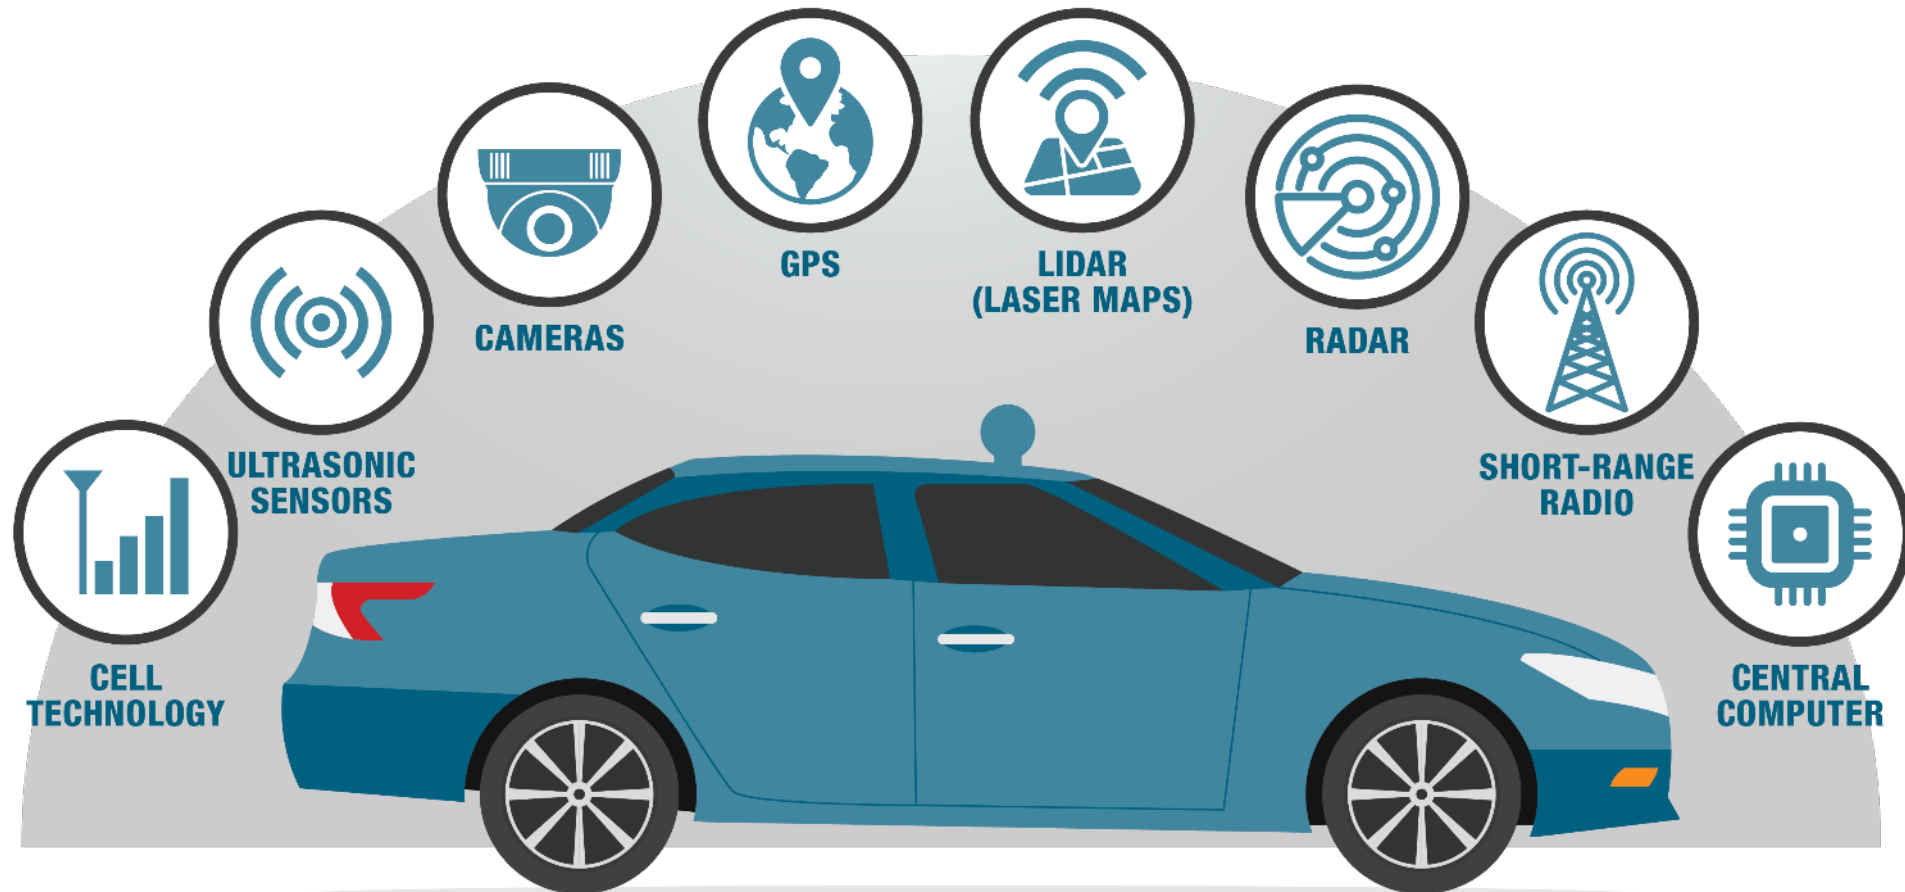 CELL
TECHNOLOGY
ULTRASONIC
SENSORS
CAMERAS
GPS
LIDAR
(LASER MAPS)
RADAR
SHORT-RANGE
RADIO
CENTRAL
COMPUTER